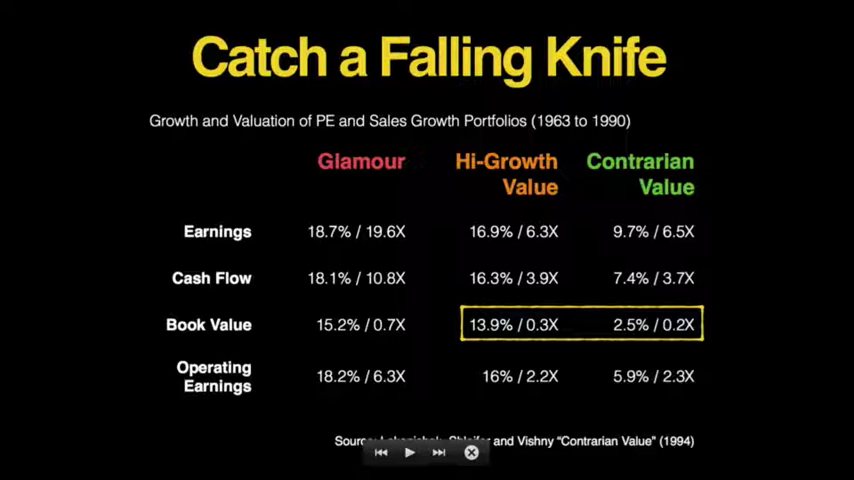 Catch a Falling Knife
Growth and Valuation of PE and Sales Growth Portfolios (1963 to 1990)
Glamour Hi-Growth Value Contrarian Value
Earnings 18.7% / 19.6X 16.9% / 6.3X 9.7% / 6.5X
Cash Flow 18.1% / 10.8X 16.3% / 3.9X 7.4% / 3.7X
Book Value 15.2% / 0.7X 13.9% / 0.3X 2.5% / 0.2X
Operating Earnings 18.2% / 6.3X 16% / 2.2X 5.9% / 2.3X
Source: and Vishny “Contrarian Value” (1994)